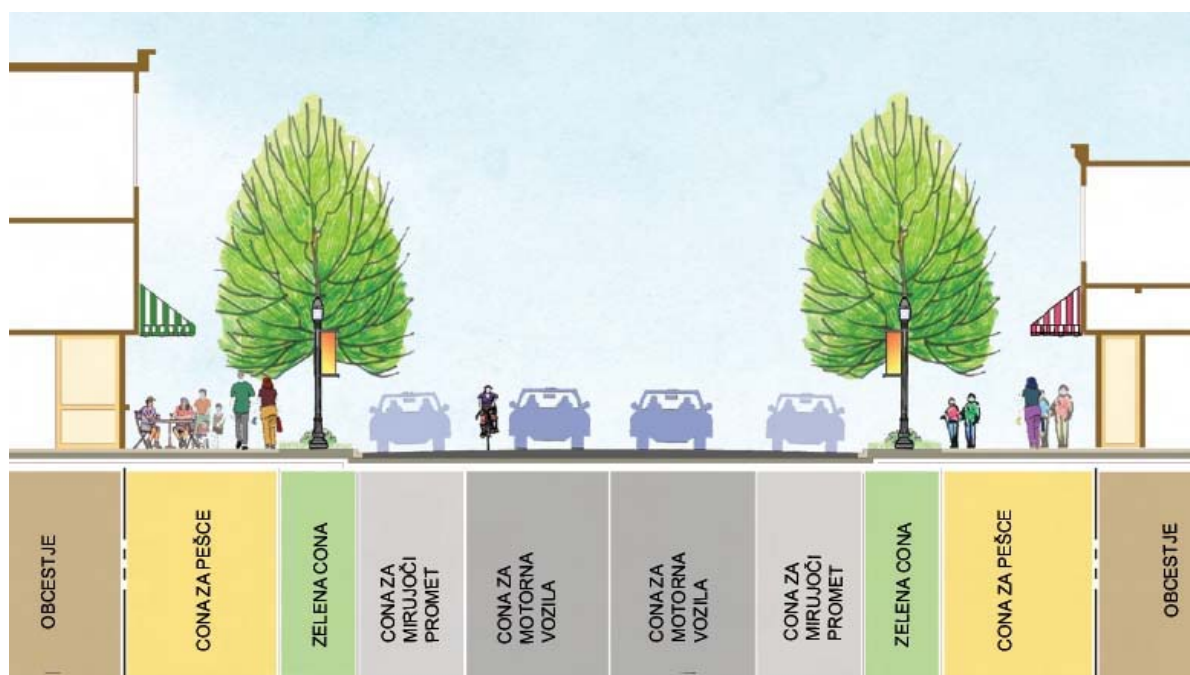 OBCESTJE
CONA ZA PEŠCE
ZELENA CONA
CONA ZA
MIRUJOČI
PROMET
CONA ZA
MOTORNA
VOZILA
CONA ZA
MOTORNA
VOZILA
CONA ZA
MIRUJOČI
PROMET
ZELENA CONA
CONA ZA PEŠCE
OBCESTJE